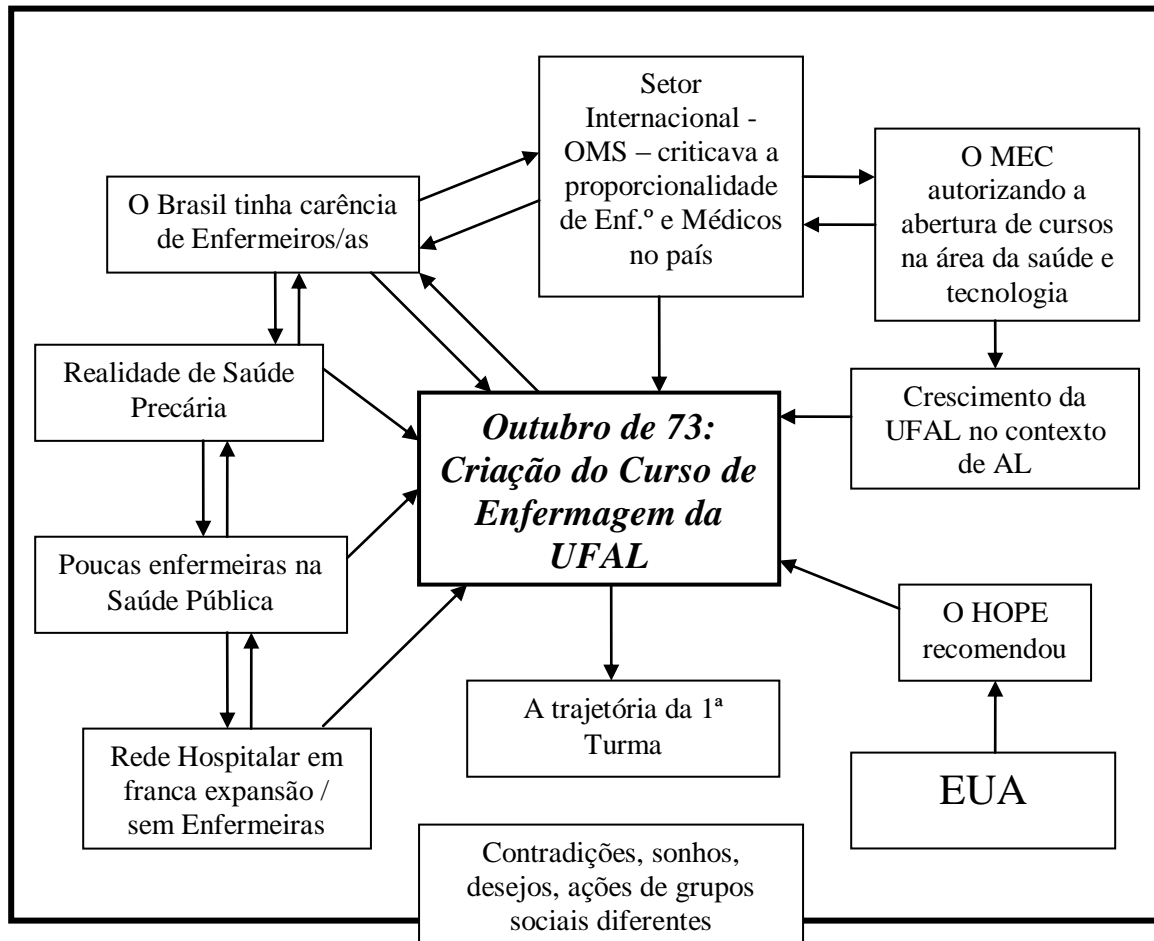 Setor
Internacional -
OMS – criticava a
proporcionalidade
de Enf.º e Médicos
no país
O MEC
autorizando a
abertura de cursos
na área da saúde e
tecnologia
O Brasil tinha carência
de Enfermeiros/as
Realidade de Saúde
Precária
Crescimento da
UFAL no contexto
de AL
Outubro de 73:
Criação do Curso de
Enfermagem da
UFAL
Poucas enfermeiras na
Saúde Pública
O HOPE
recomendou
A trajetória da 1ª
Turma
Rede Hospitalar em
franca expansão /
sem Enfermeiras
EUA
Contradições, sonhos,
desejos, ações de grupos
sociais diferentes